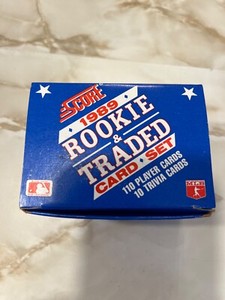 SCORE
1989
ROOKIE
&
TRADED
CARD • SET
110 PLAYER CARDS
10 TRIVIA CARDS